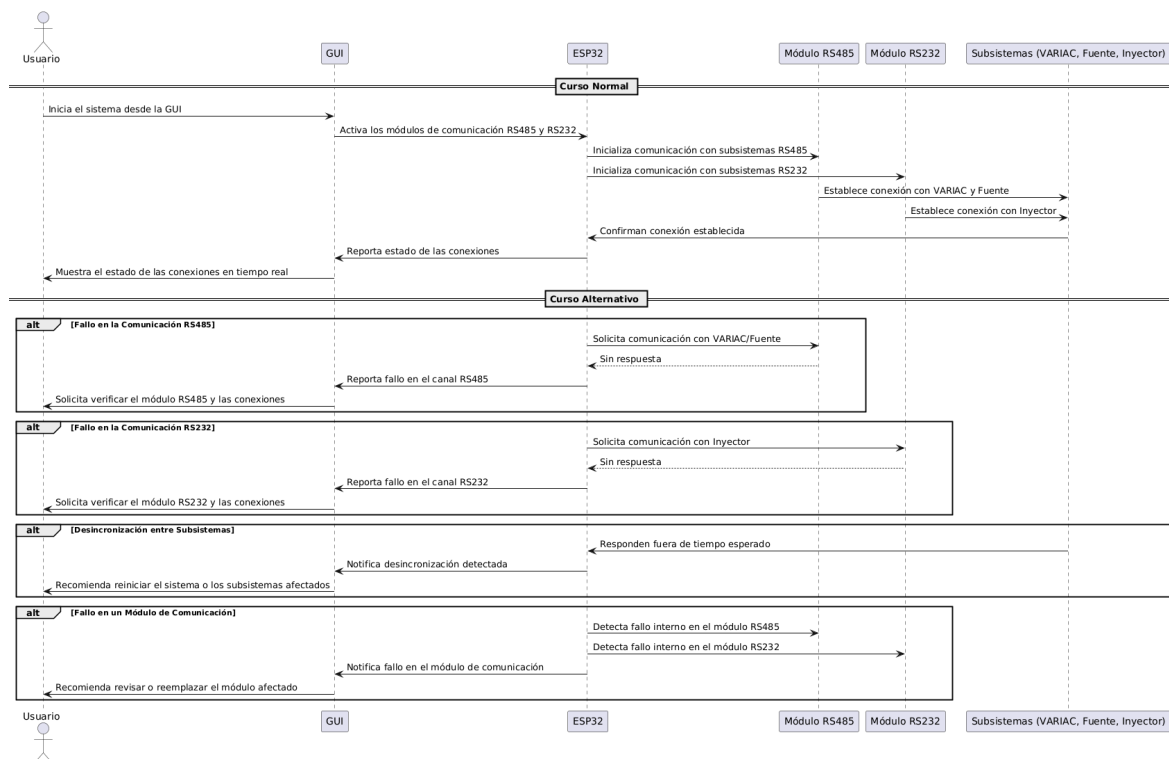 Usuario
GUI
ESP32
Módulo RS485
Módulo RS232
Subsistemas (VARIAC, Fuente, Inyector)
Curso Normal
Inicia el sistema desde la GUI
Activa los módulos de comunicación RS485 y RS232
Inicializa comunicación con subsistemas RS485
Inicializa comunicación con subsistemas RS232
Establece conexión con VARIAC y Fuente
Establece conexión con Inyector
Confirman conexión establecida
Reporta estado de las conexiones
Muestra el estado de las conexiones en tiempo real
Curso Alternativo
alt [Fallo en la Comunicación RS485]
Solicita comunicación con VARIAC/Fuente
Sin respuesta
Reporta fallo en el canal RS485
Solicita verificar el módulo RS485 y las conexiones
alt [Fallo en la Comunicación RS232]
Solicita comunicación con Inyector
Sin respuesta
Reporta fallo en el canal RS232
Solicita verificar el módulo RS232 y las conexiones
alt [Desincronización entre Subsistemas]
Responden fuera de tiempo esperado
Notifica desincronización detectada
Recomienda reiniciar el sistema o los subsistemas afectados
alt [Fallo en un Módulo de Comunicación]
Detecta fallo interno en el módulo RS485
Detecta fallo interno en el módulo RS232
Notifica fallo en el módulo de comunicación
Recomienda revisar o reemplazar el módulo afectado
Usuario
GUI
ESP32
Módulo RS485
Módulo RS232
Subsistemas (VARIAC, Fuente, Inyector)